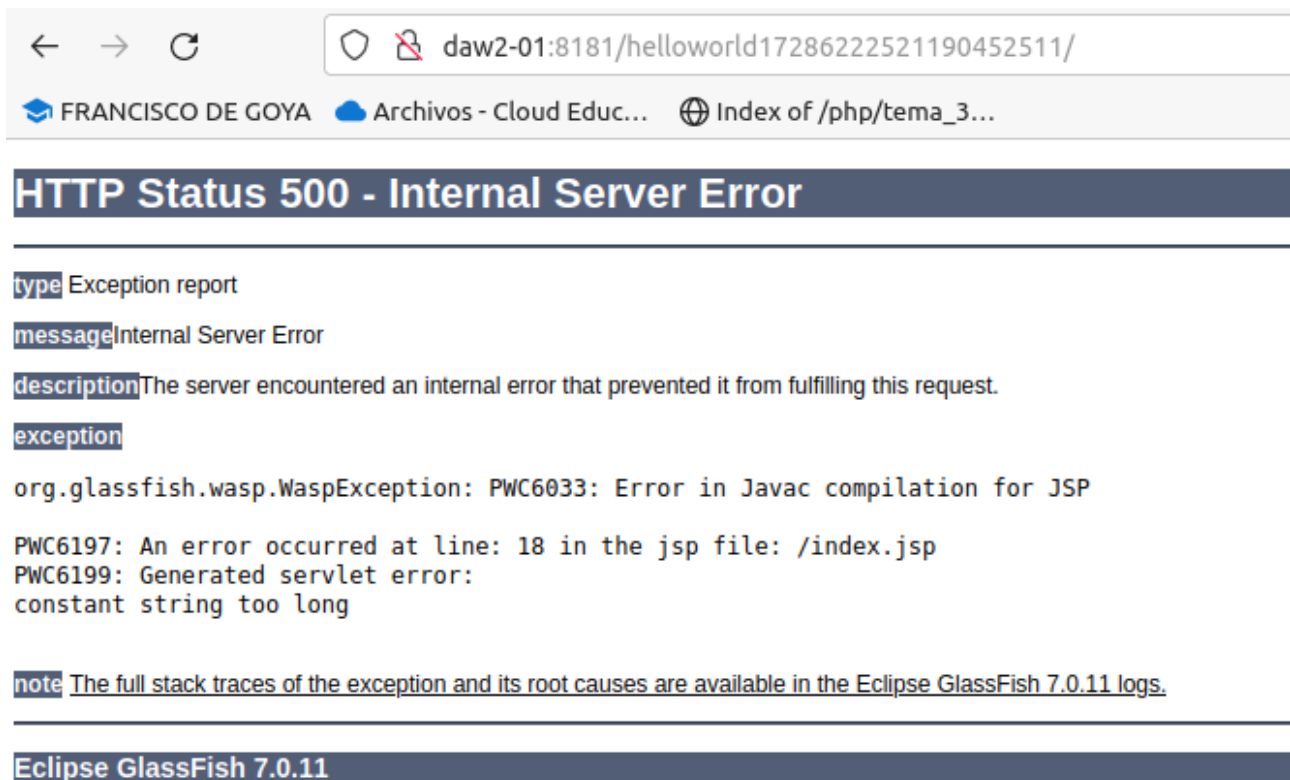 daw2-01:8181/helloworld17286222521190452511/
FRANCISCO DE GOYA Archivos - Cloud Educ... Index of /php/tema_3...
HTTP Status 500 - Internal Server Error
type Exception report
messageInternal Server Error
descriptionThe server encountered an internal error that prevented it from fulfilling this request.
exception
org.glassfish.wasp.WaspException: PWC6033: Error in Javac compilation for JSP
PWC6197: An error occurred at line: 18 in the jsp file: /index.jsp
PWC6199: Generated servlet error:
constant string too long
note The full stack traces of the exception and its root causes are available in the Eclipse GlassFish 7.0.11 logs.
Eclipse GlassFish 7.0.11